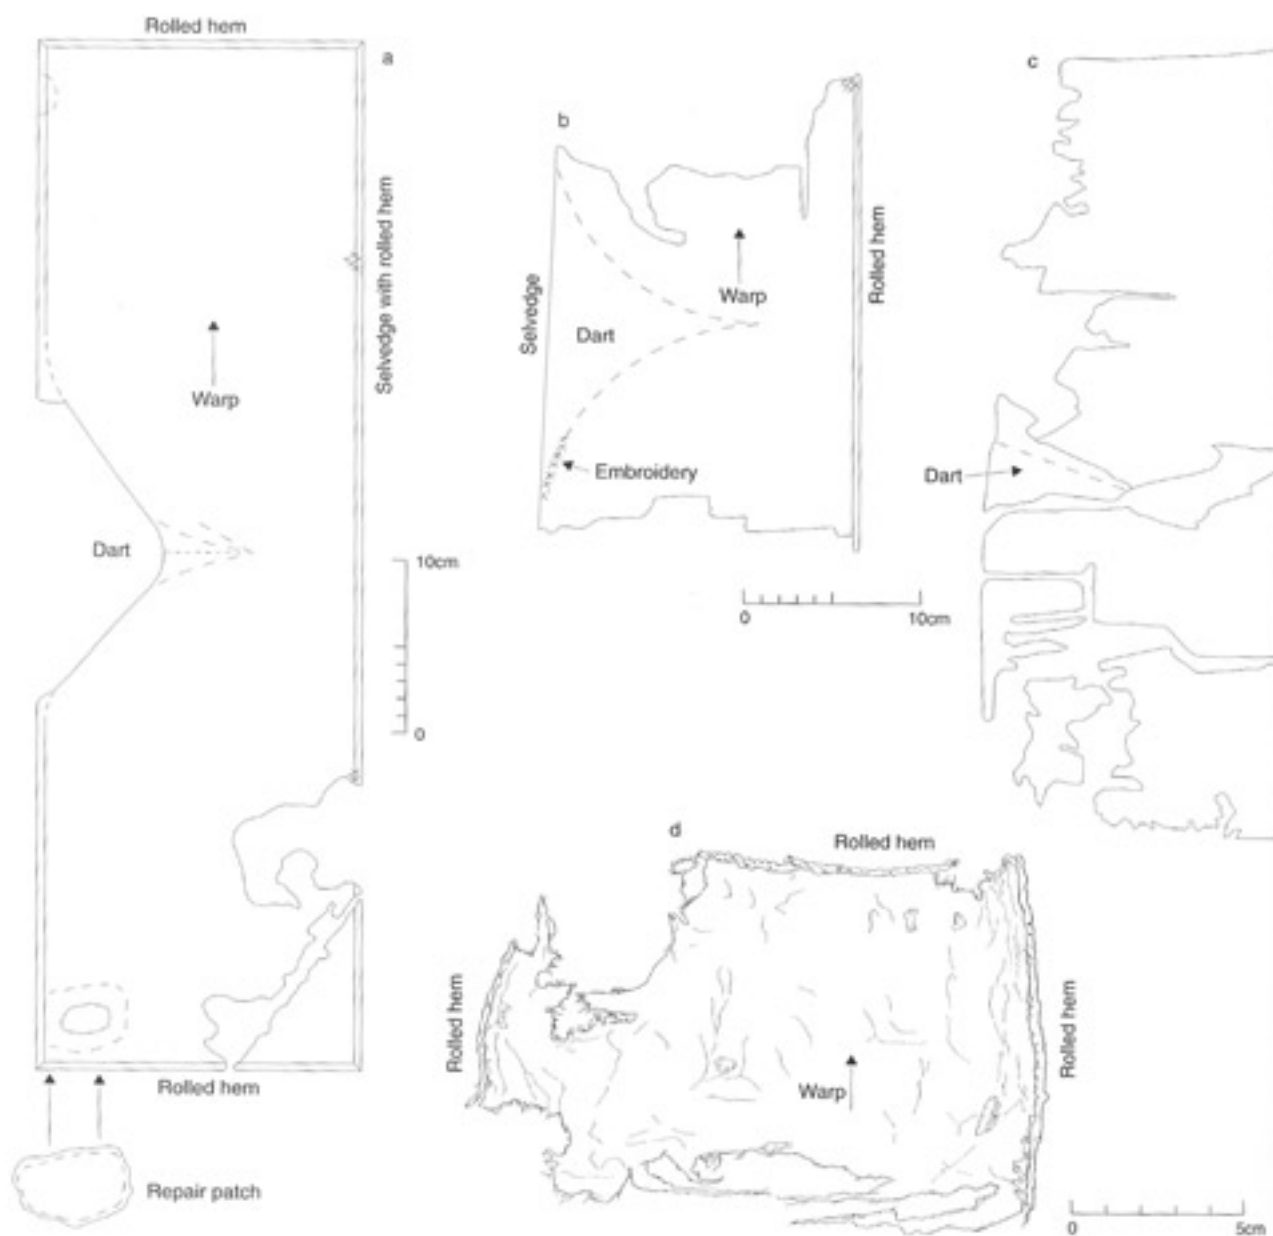 Rolled hem
a
Selvedge with rolled hem
Warp
Dart
10cm
0
Rolled hem
Repair patch
b
Selvedge
Warp
Dart
Embroidery
Rolled hem
0
10cm
c
Dart
d
Rolled hem
Rolled hem
Warp
Rolled hem
0
5cm